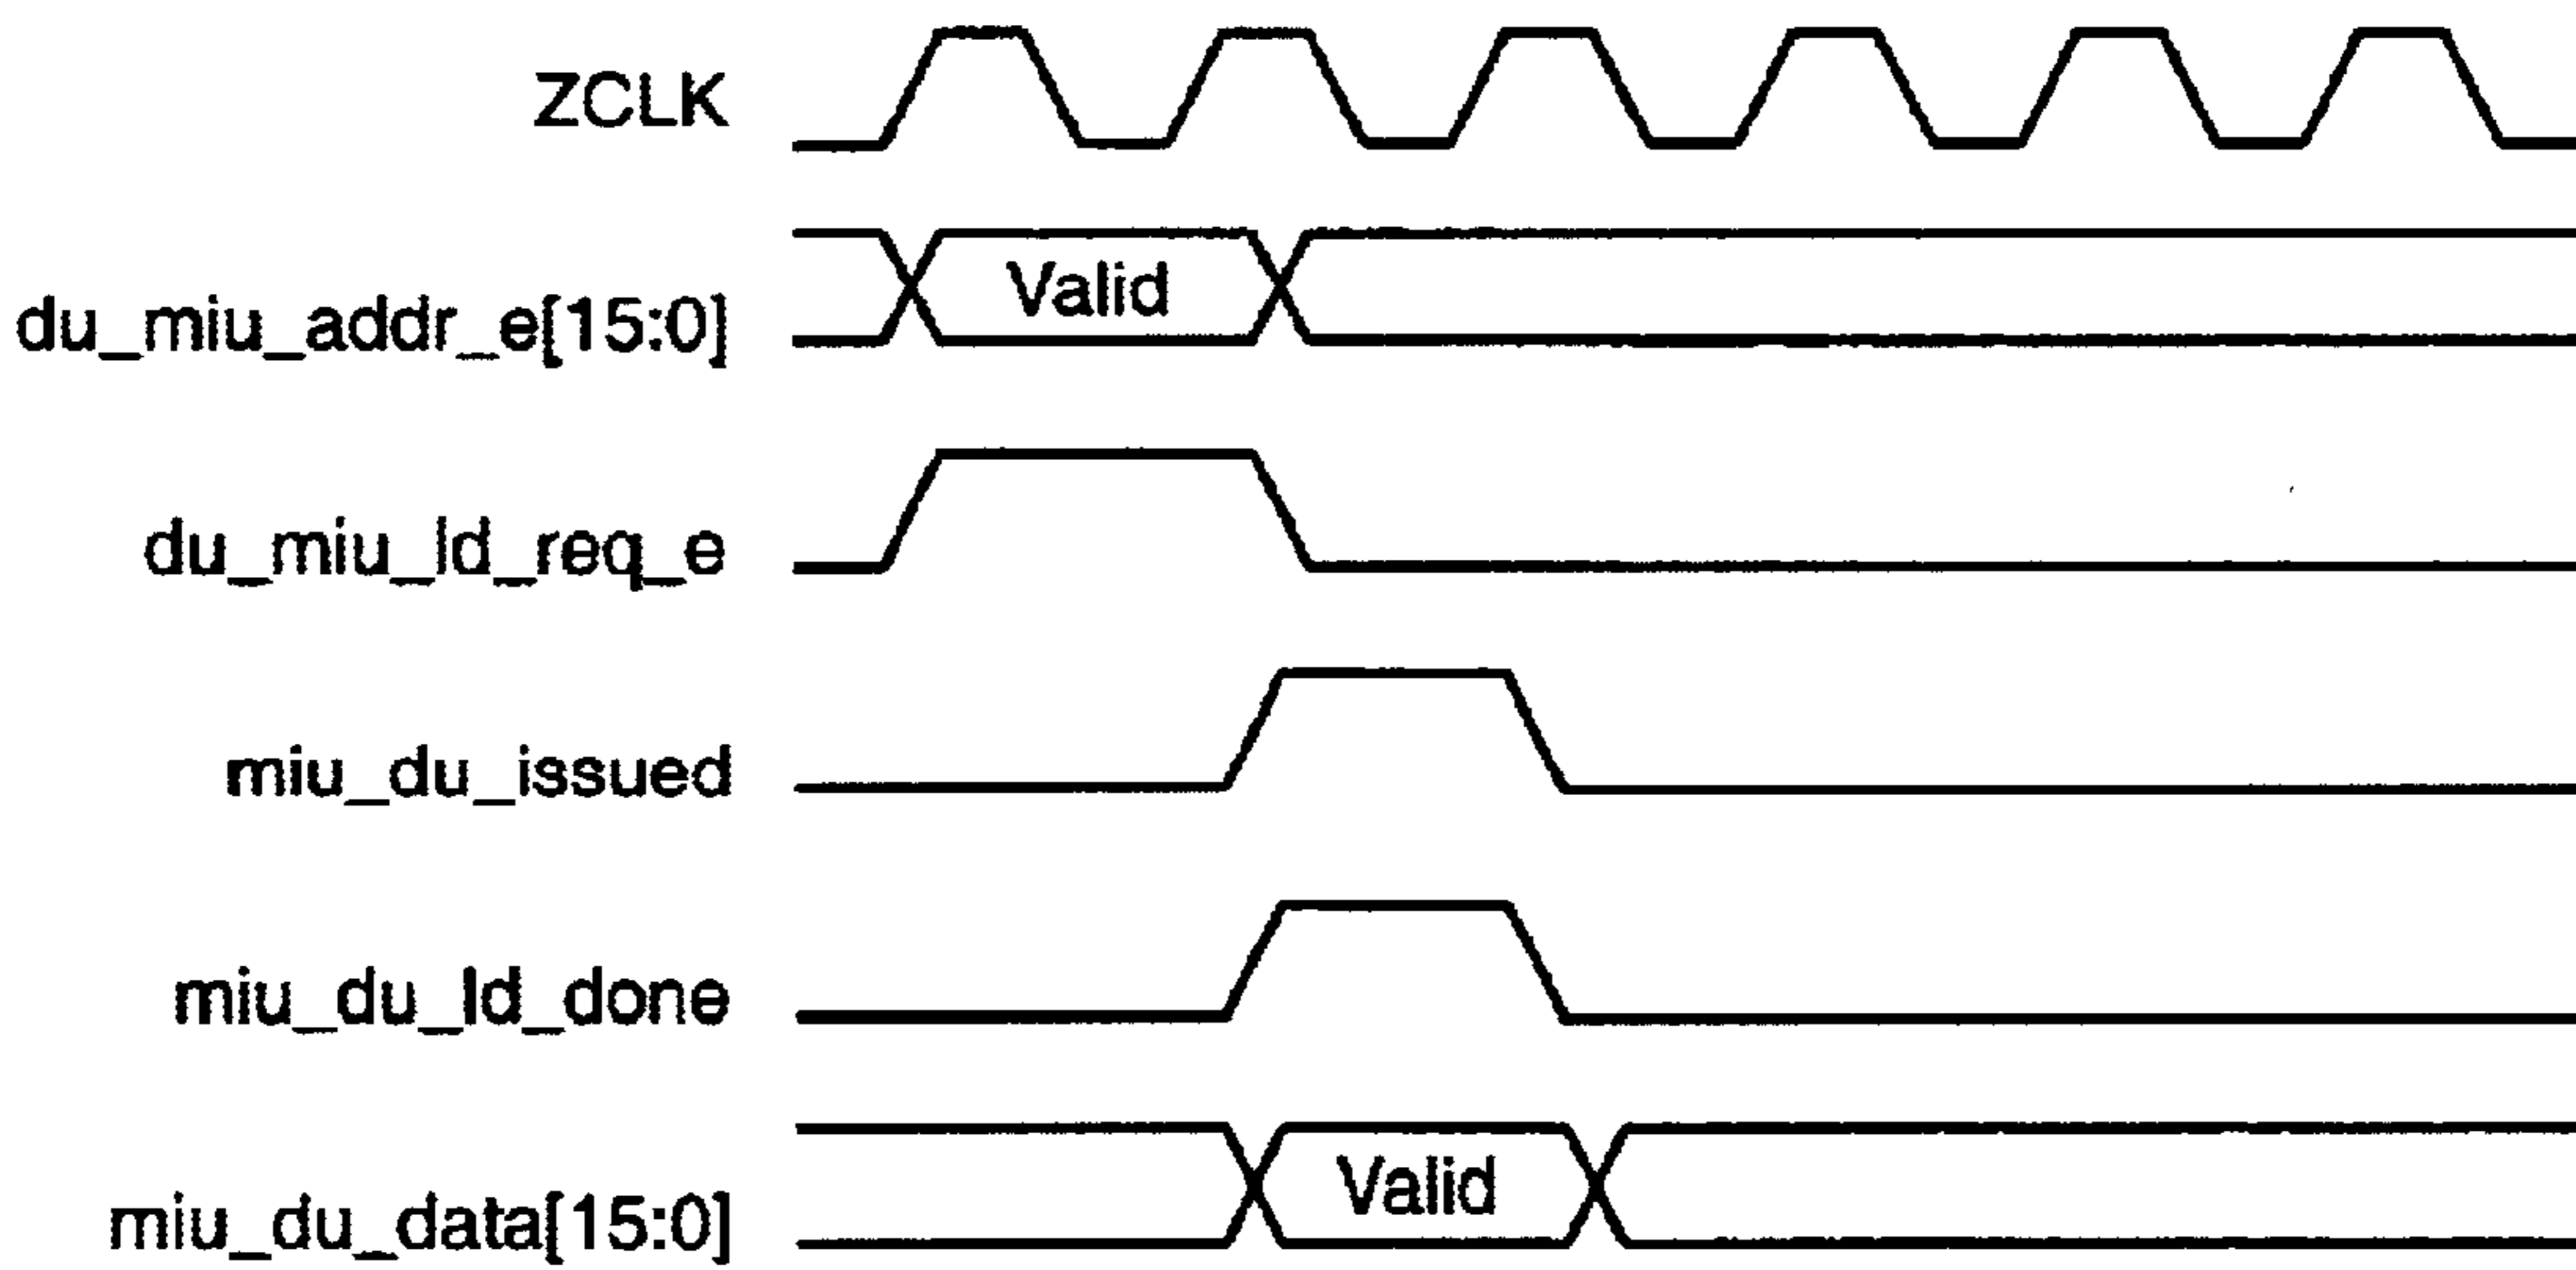 ZCLK
du_miu_addr_e[15:0]
Valid
du_miu_ld_req_e
miu_du_issued
miu_du_ld_done
miu_du_data[15:0]
Valid